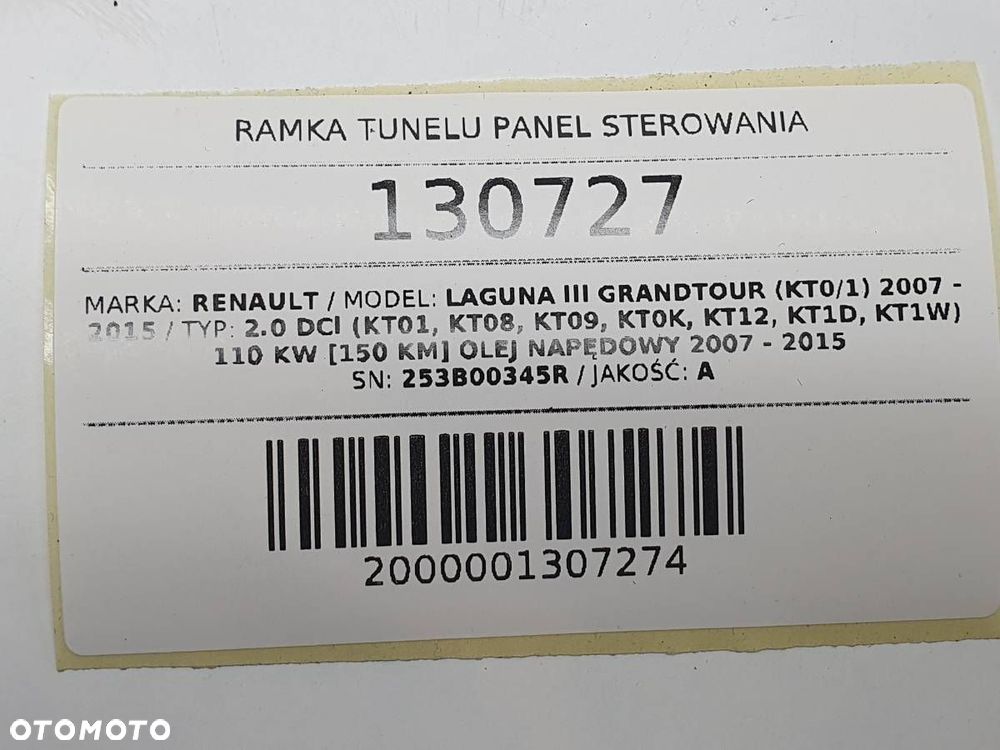 RAMKA TUNELU PANEL STEROWANIA
130727
MARKA: RENAULT / MODEL: LAGUNA III GRANDTOUR (KT0/1) 2007 -
2015 / TYP: 2.0 DCI (KT01, KT08, KT09, KT0K, KT12, KT1D, KT1W)
110 KW [150 KM] OLEJ NAPĘDOWY 2007 - 2015
SN: 253B00345R / JAKOŚĆ: A
2000001307274
OTOMOTO